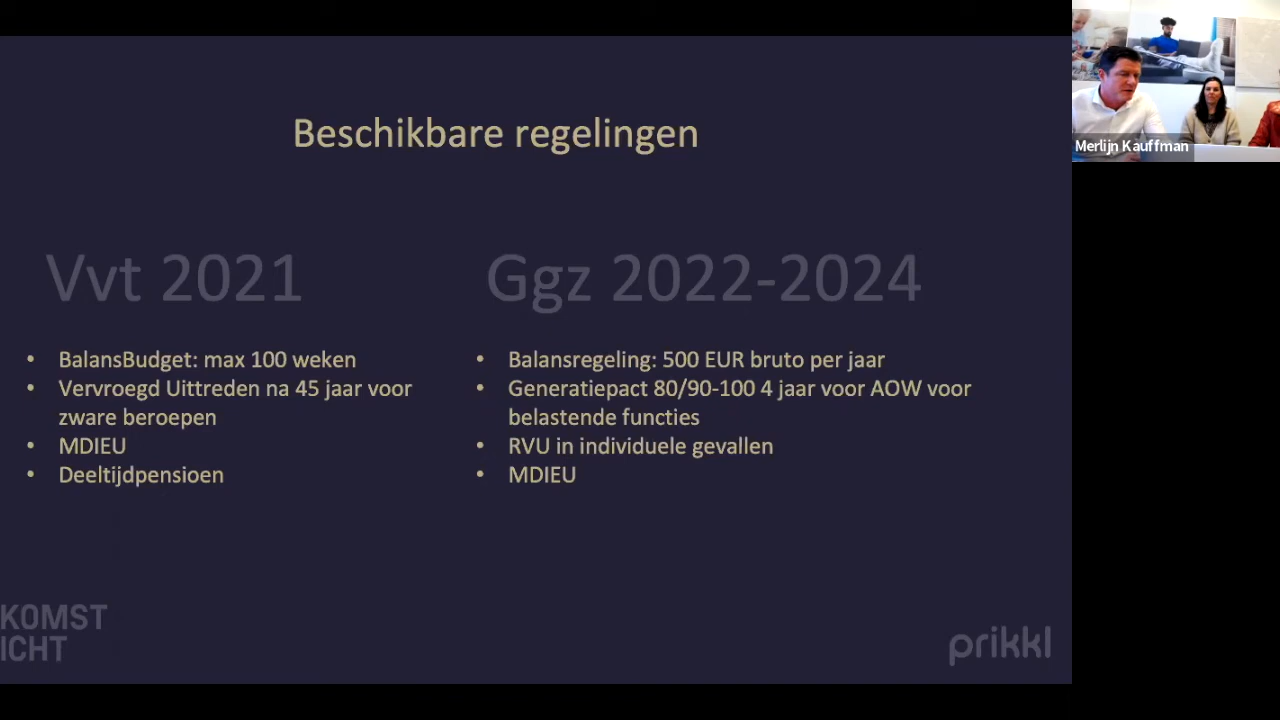 Beschikbare regelingen
Vvt 2021
• BalansBudget: max 100 weken
• Vervroegd Uittreden na 45 jaar voor
zware beroepen
• MDIEU
• Deeltijdpensioen
Ggz 2022-2024
• Balansregeling: 500 EUR bruto per jaar
• Generatiepact 80/90-100 4 jaar voor AOW voor
belastende functies
• RVU in individuele gevallen
• MDIEU
KOMST
ICHT
prikkl
Merlijn Kauffman